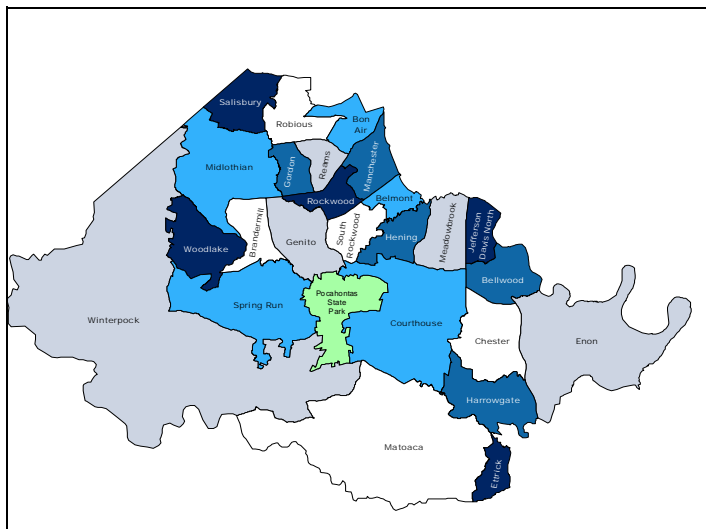 Salisbury
Robious
Bon
Air
Midlothian
Gordon
Reams
Manchester
Rockwood
Belmont
Woodlake
Brandermill
Genito
South
Rockwood
Hening
Meadowbrook
Jefferson
Davis North
Bellwood
Pocahontas
State
Park
Spring Run
Winterpock
Courthouse
Chester
Enon
Harrowgate
Matoaca
Ettrick